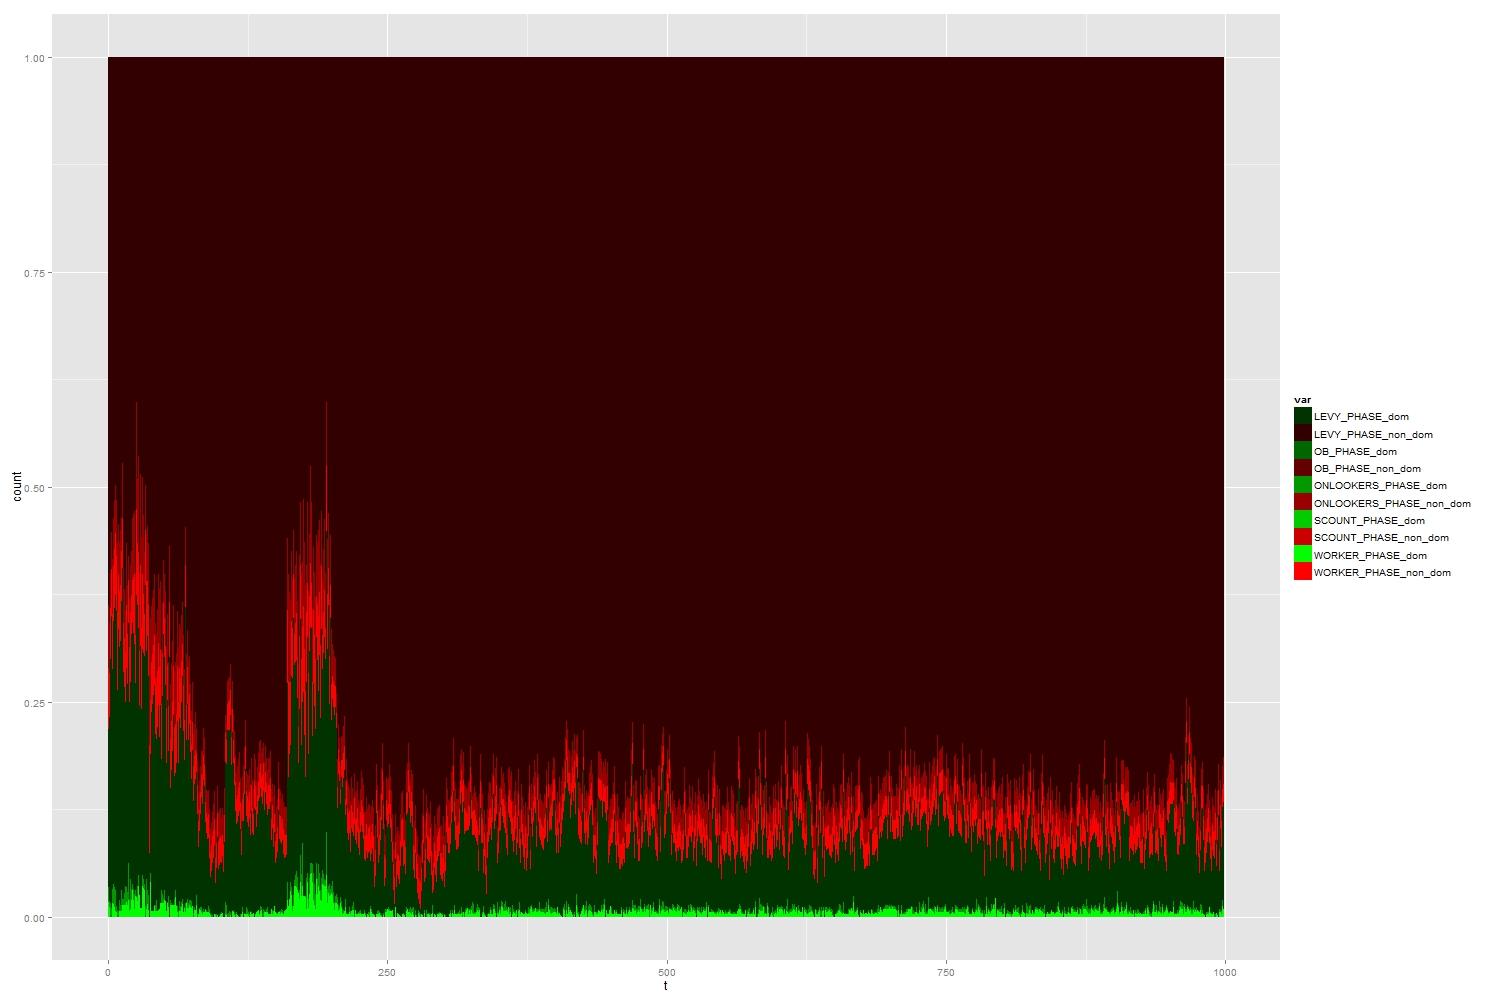 1.00
0.75
0.50
0.25
0.00
count
0
250
500
750
1000
t
var
LEVY_PHASE_dom
LEVY_PHASE_non_dom
OB_PHASE_dom
OB_PHASE_non_dom
ONLOOKERS_PHASE_dom
ONLOOKERS_PHASE_non_dom
SCOUNT_PHASE_dom
SCOUNT_PHASE_non_dom
WORKER_PHASE_dom
WORKER_PHASE_non_dom